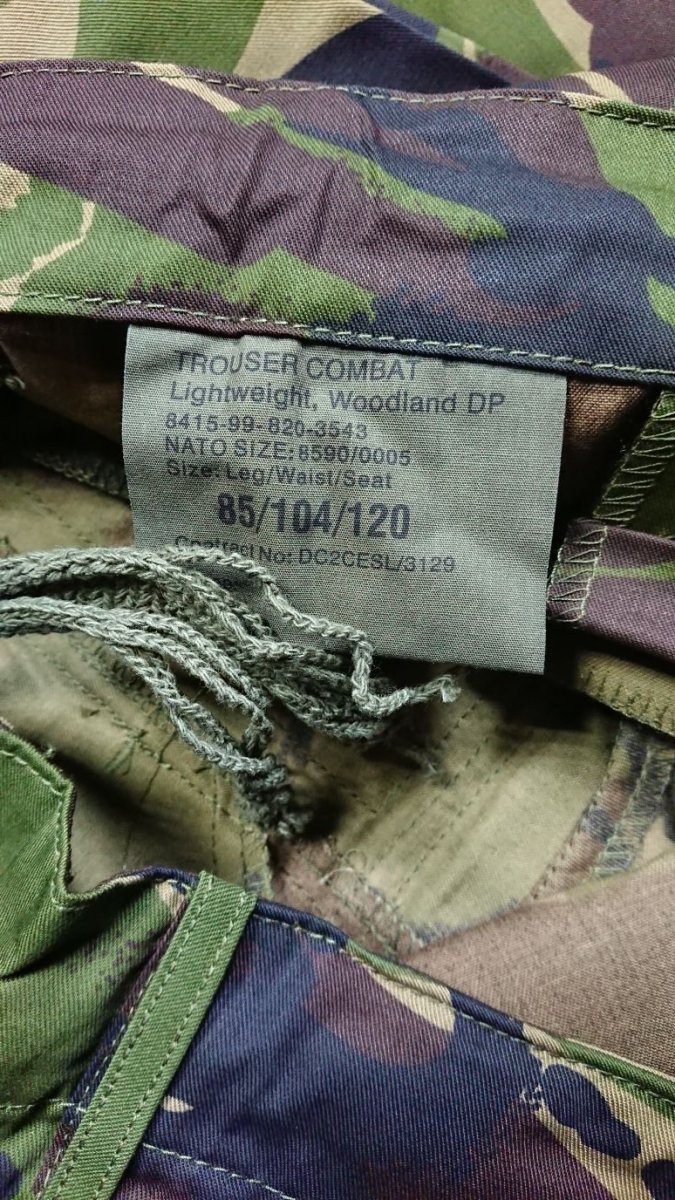 TROUSER COMBAT
Lightweight, Woodland DP
8415-99-820-3543
NATO SIZE: 8590/0005
Size: Leg/Waist/Seat
85/104/120
Contract No: DC2CESL/3129